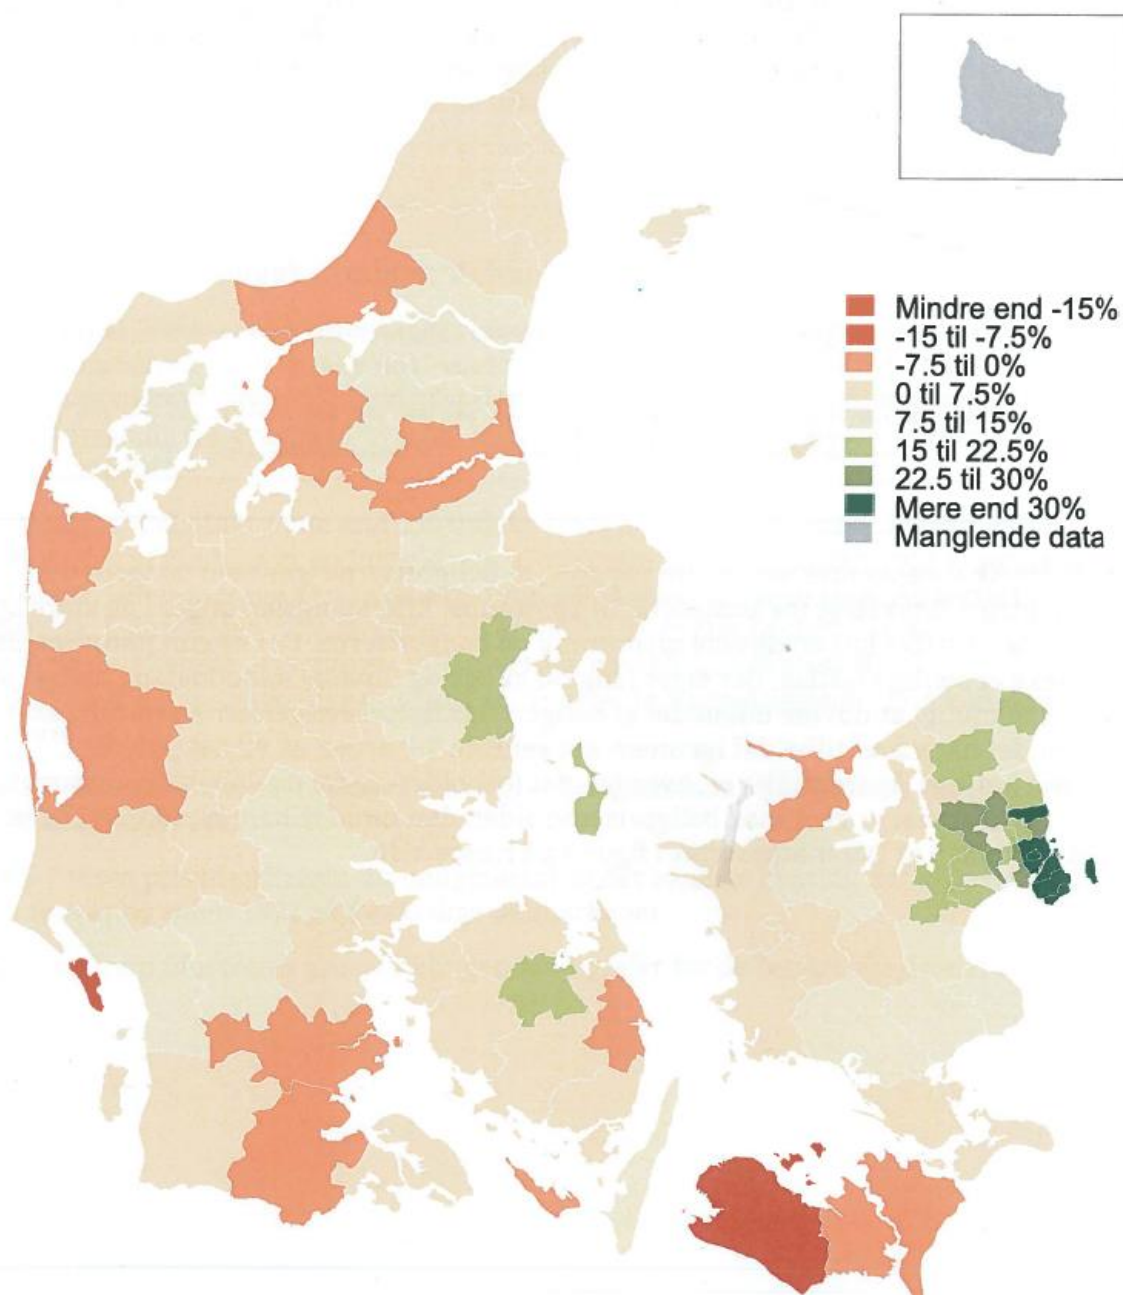 Mindre end -15%
-15 til -7.5%
-7.5 til 0%
0 til 7.5%
7.5 til 15%
15 til 22.5%
22.5 til 30%
Mere end 30%
Manglende data